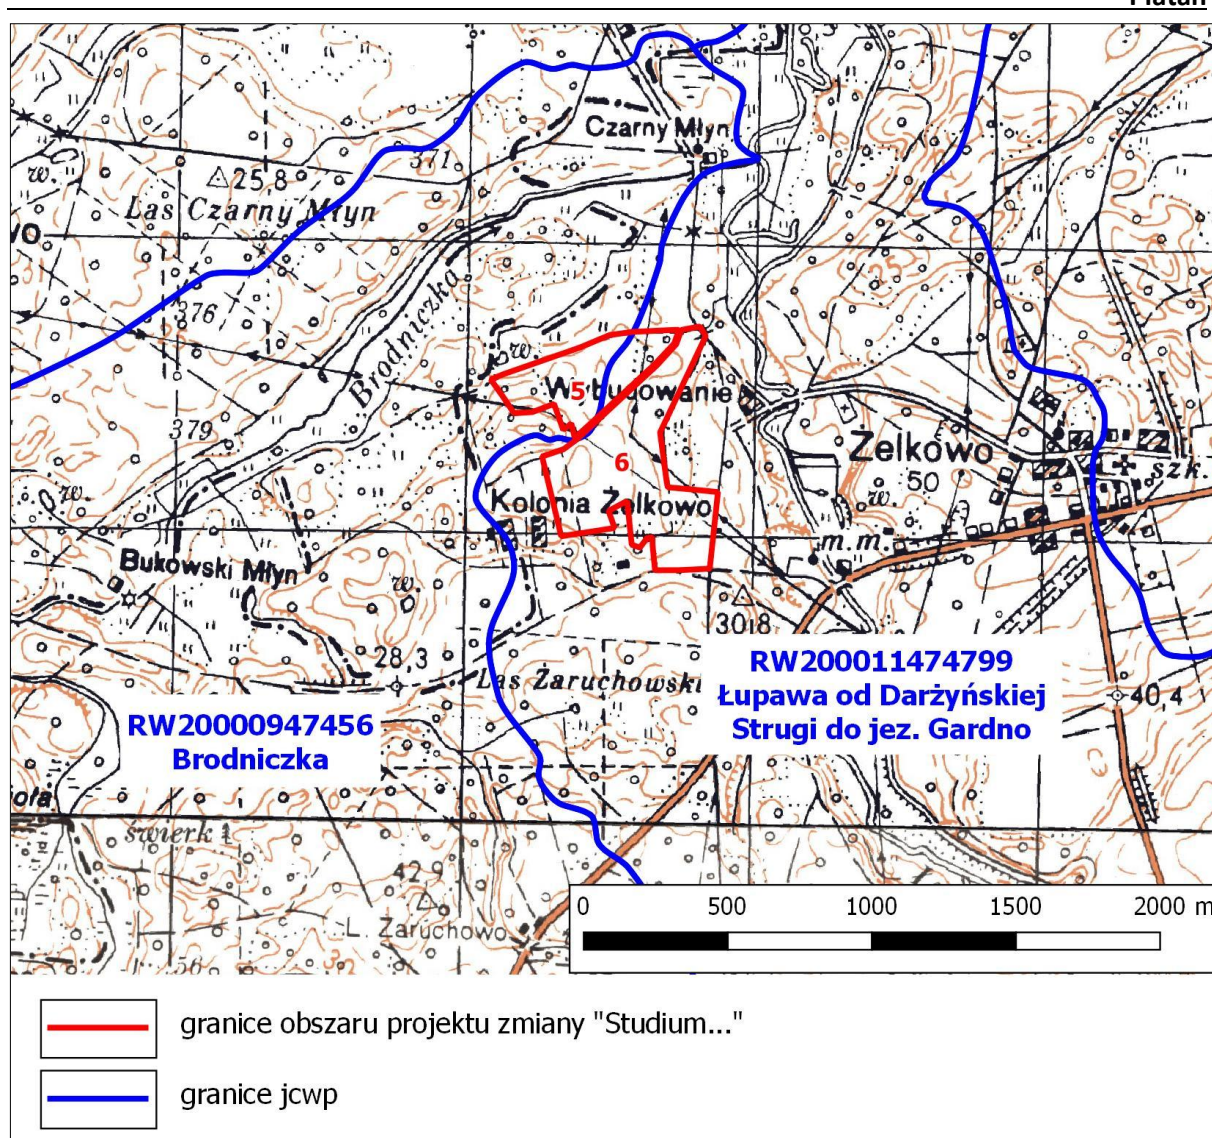 Czarny Młyn
371
25,8
Las Czarny Młyn
w.
376
Brodniczka
w.
5
Wybudowanie
379
6
Żelkowo
50
szk.
w.
w.
Kolonia Żelkowo
m.m.
Bukowski Młyn
w.
30,8
28,3
Las Żaruchowski
RW200011474799
Łupawa od Darżyńskiej
Strugi do jez. Gardno
40,4
RW20000947456
Brodniczka
świerk
42,9
L. Żaruchowo
56
0 500 1000 1500 2000 m
granice obszaru projektu zmiany "Studium..."
granice jcwp